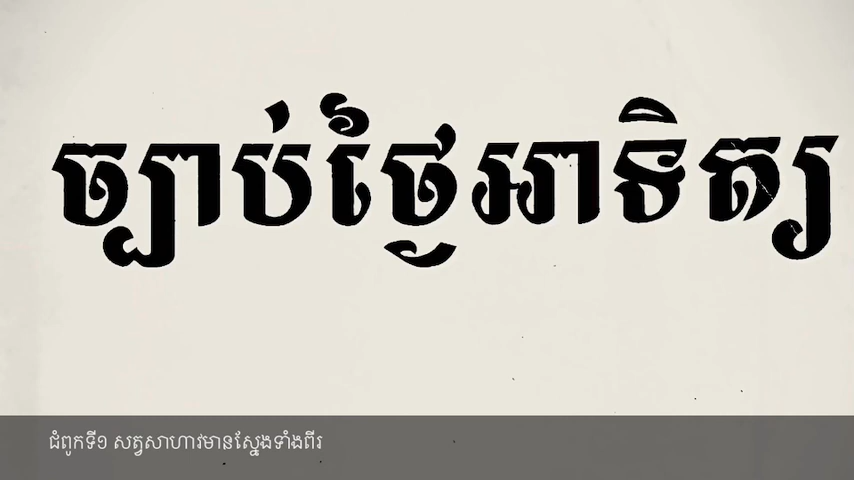 ច្បាប់ថ្ងៃអាទិត្យ
ជំពូកទី១ សត្វសាហាវមានស្នែងទាំងពីរ